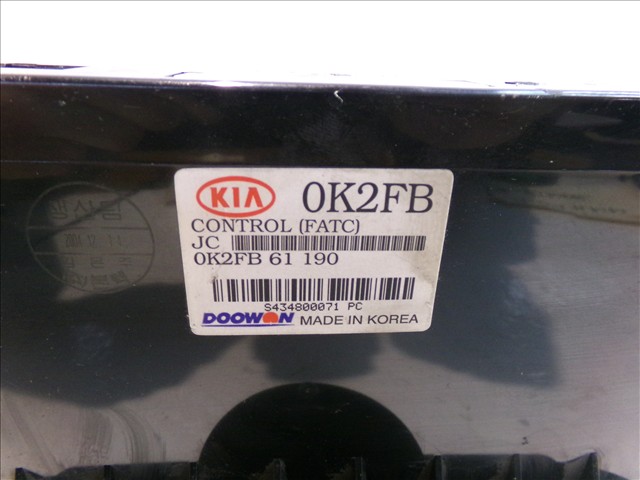 KIA 0K2FB
CONTROL (FATC)
JC
0K2FB 61 190
S434800071 PC
DOOWON MADE IN KOREA